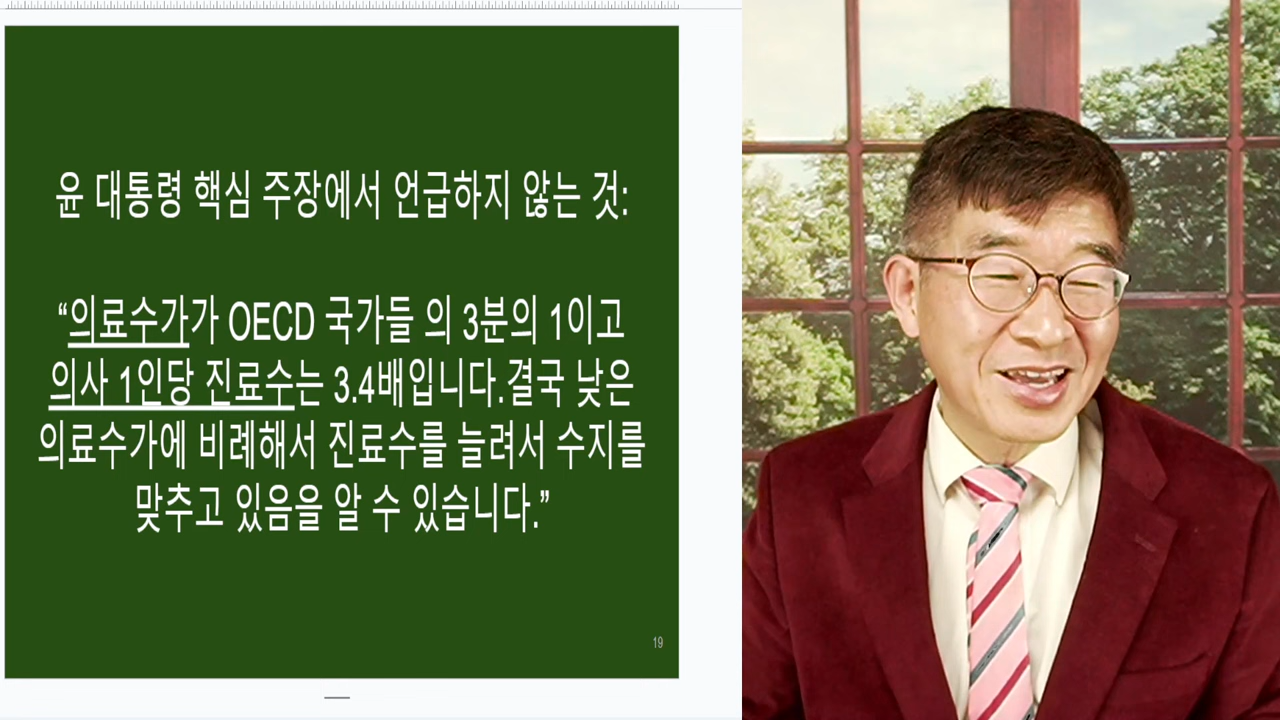 윤 대통령 핵심 주장에서 언급하지 않는 것:
“의료수가가 OECD 국가들 의 3분의 1이고
의사 1인당 진료수는 3.4배입니다.결국 낮은
의료수가에 비례해서 진료수를 늘려서 수지를
맞추고 있음을 알 수 있습니다.”
19